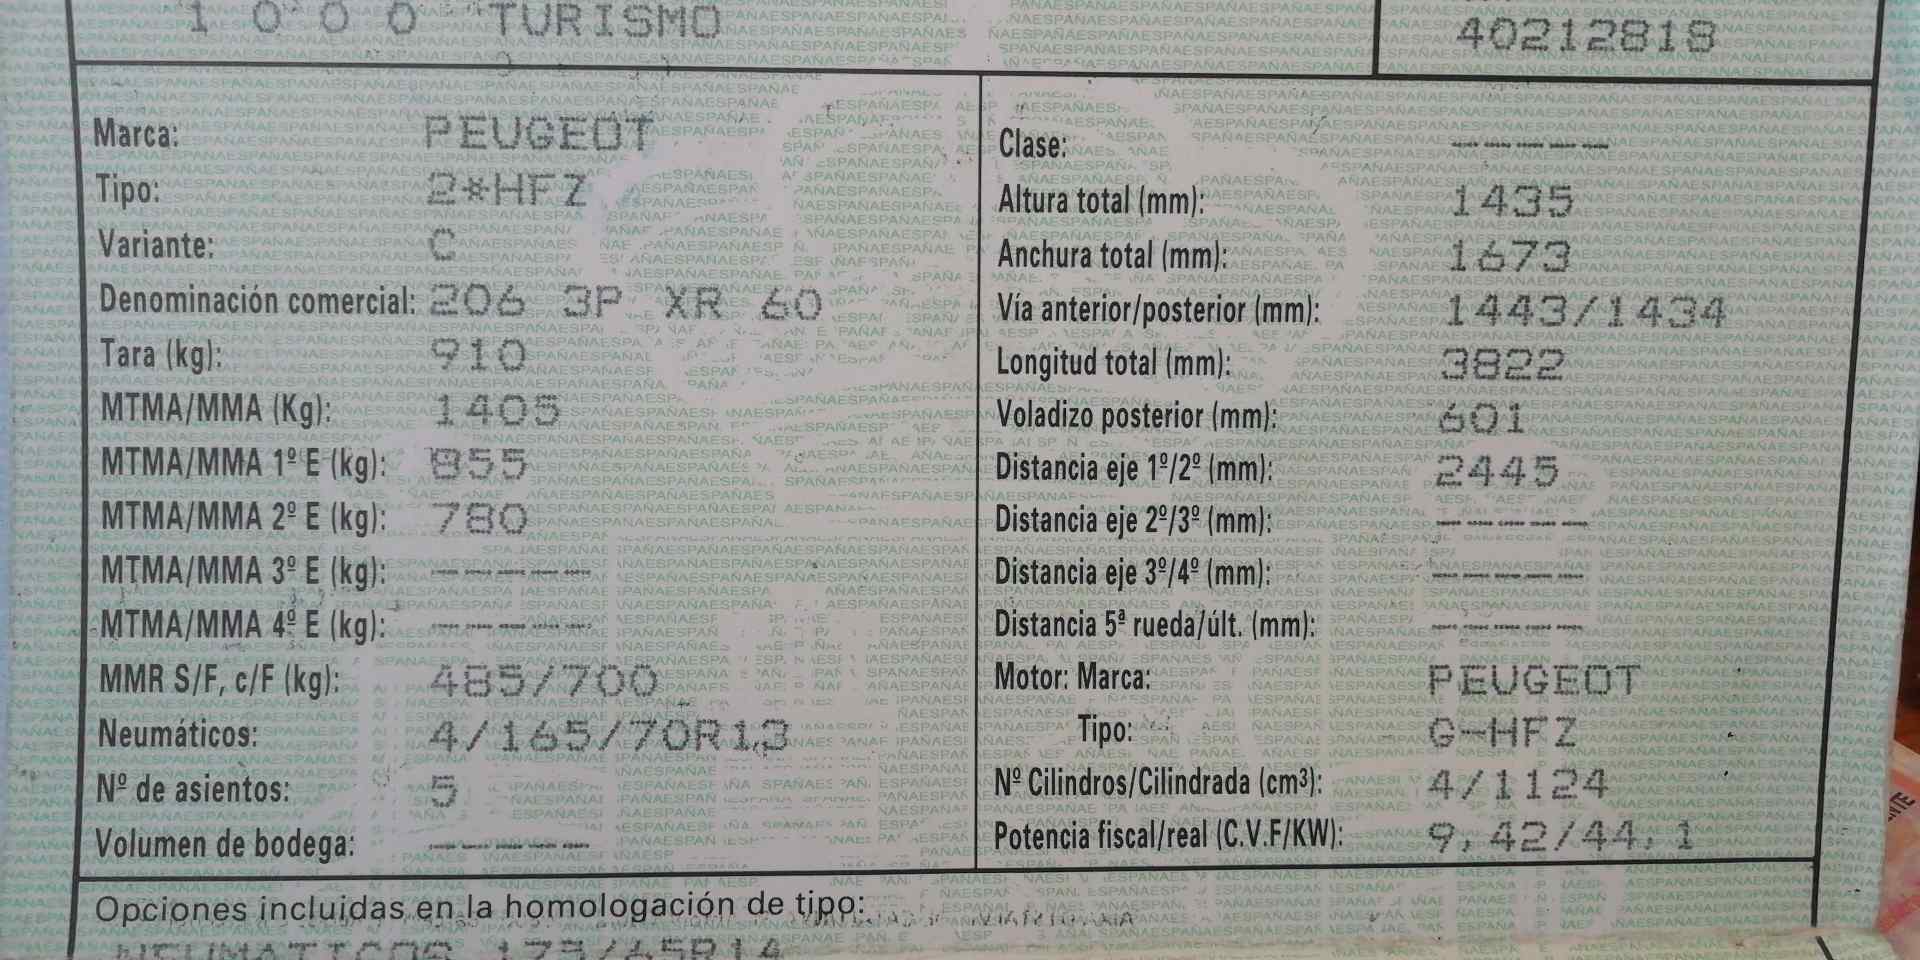 1 0 0 0 TURISMO
40212818
Marca: PEUGEOT
Tipo: 2*HFZ
Variante: C
Denominación comercial: 206 3P XR 60
Tara (kg): 910
MTMA/MMA (Kg): 1405
MTMA/MMA 1º E (kg): 855
MTMA/MMA 2º E (kg): 780
MTMA/MMA 3º E (kg): -----
MTMA/MMA 4º E (kg): -----
MMR S/F, c/F (kg): 485/700
Neumáticos: 4/165/70R13
Nº de asientos: 5
Volumen de bodega: -----
Clase: -----
Altura total (mm): 1435
Anchura total (mm): 1673
Vía anterior/posterior (mm): 1443/1434
Longitud total (mm): 3822
Voladizo posterior (mm): 601
Distancia eje 1º/2º (mm): 2445
Distancia eje 2º/3º (mm): -----
Distancia eje 3º/4º (mm): -----
Distancia 5ª rueda/últ. (mm): -----
Motor: Marca: PEUGEOT
Tipo: G-HFZ
Nº Cilindros/Cilindrada (cm³): 4/1124
Potencia fiscal/real (C.V.F/KW): 9,42/44,1
Opciones incluidas en la homologación de tipo:
NEUMATICOS 175/65R14